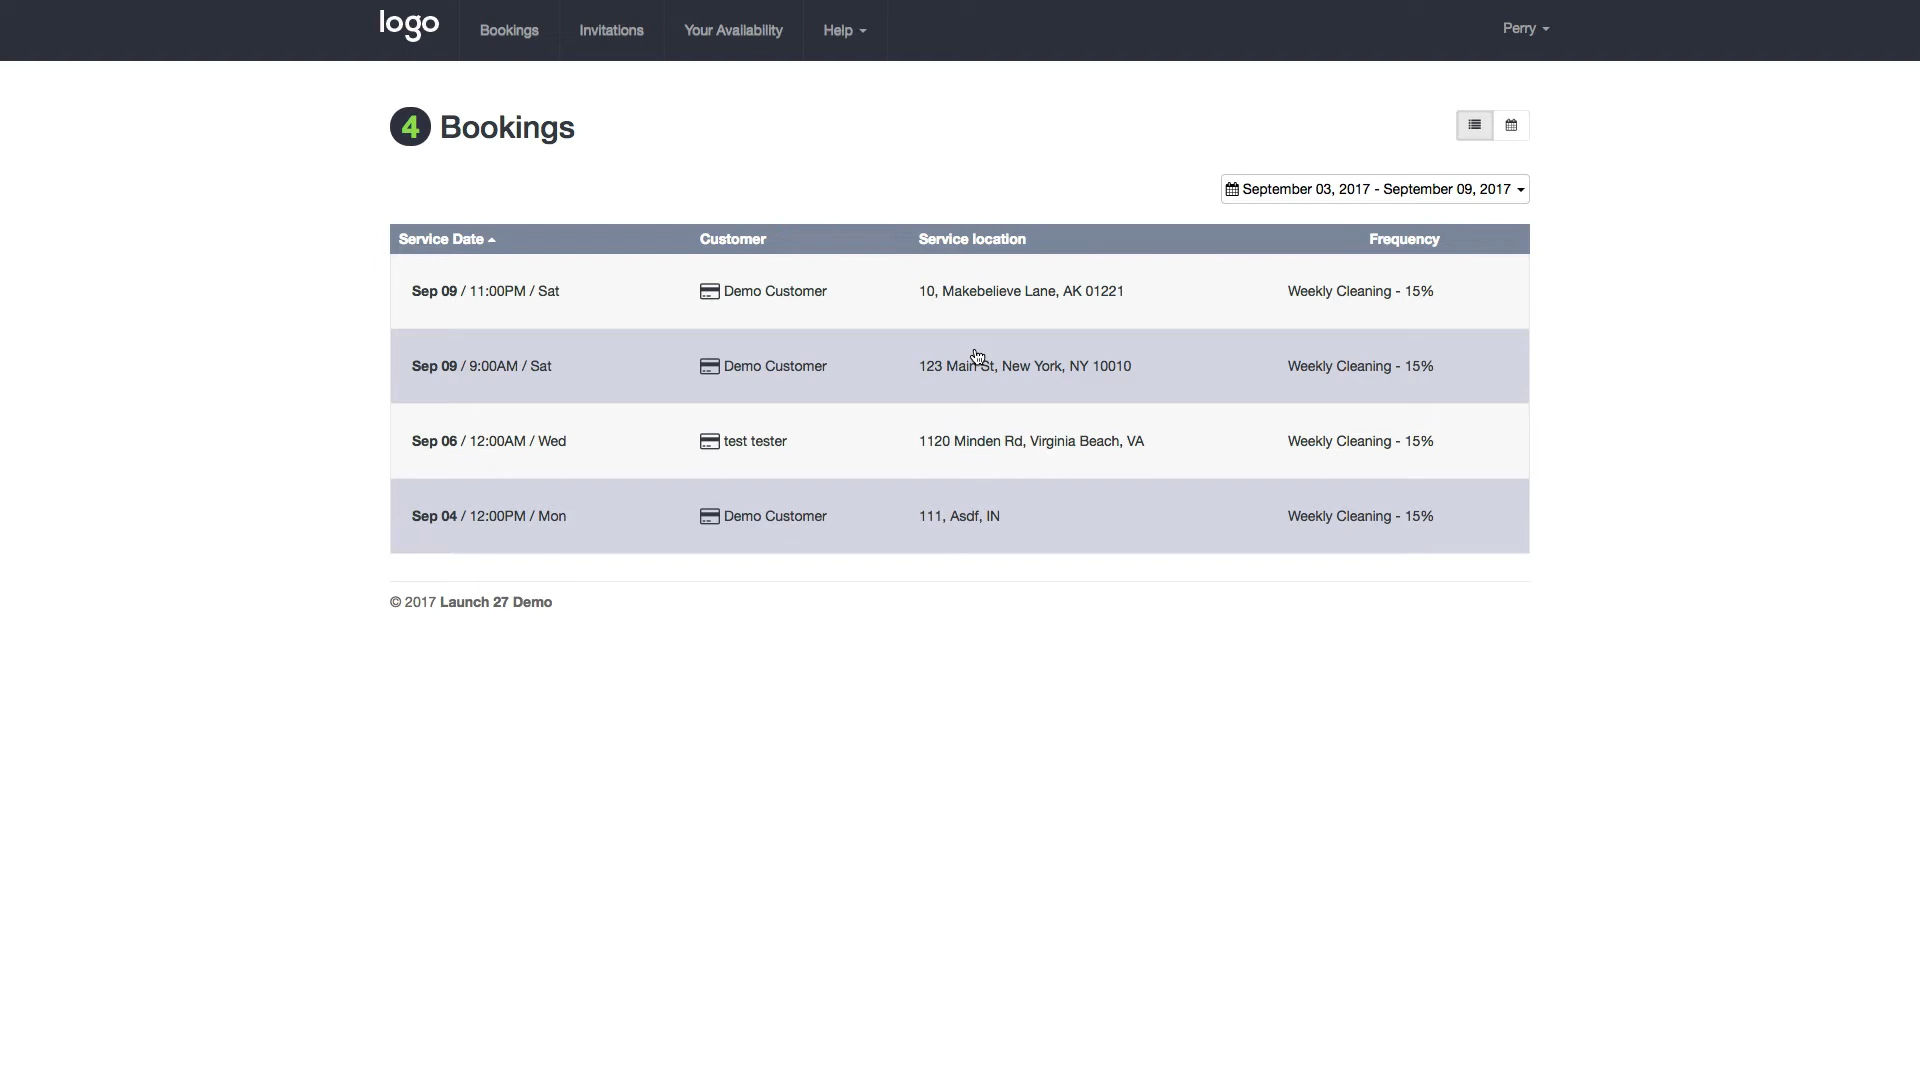 logo Bookings Invitations Your Availability Help Perry
4 Bookings
September 03, 2017 - September 09, 2017
Service Date Customer Service location Frequency
Sep 09 / 11:00PM / Sat Demo Customer 10, Makebelieve Lane, AK 01221 Weekly Cleaning - 15%
Sep 09 / 9:00AM / Sat Demo Customer 123 Main St, New York, NY 10010 Weekly Cleaning - 15%
Sep 06 / 12:00AM / Wed test tester 1120 Minden Rd, Virginia Beach, VA Weekly Cleaning - 15%
Sep 04 / 12:00PM / Mon Demo Customer 111, Asdf, IN Weekly Cleaning - 15%
© 2017 Launch 27 Demo